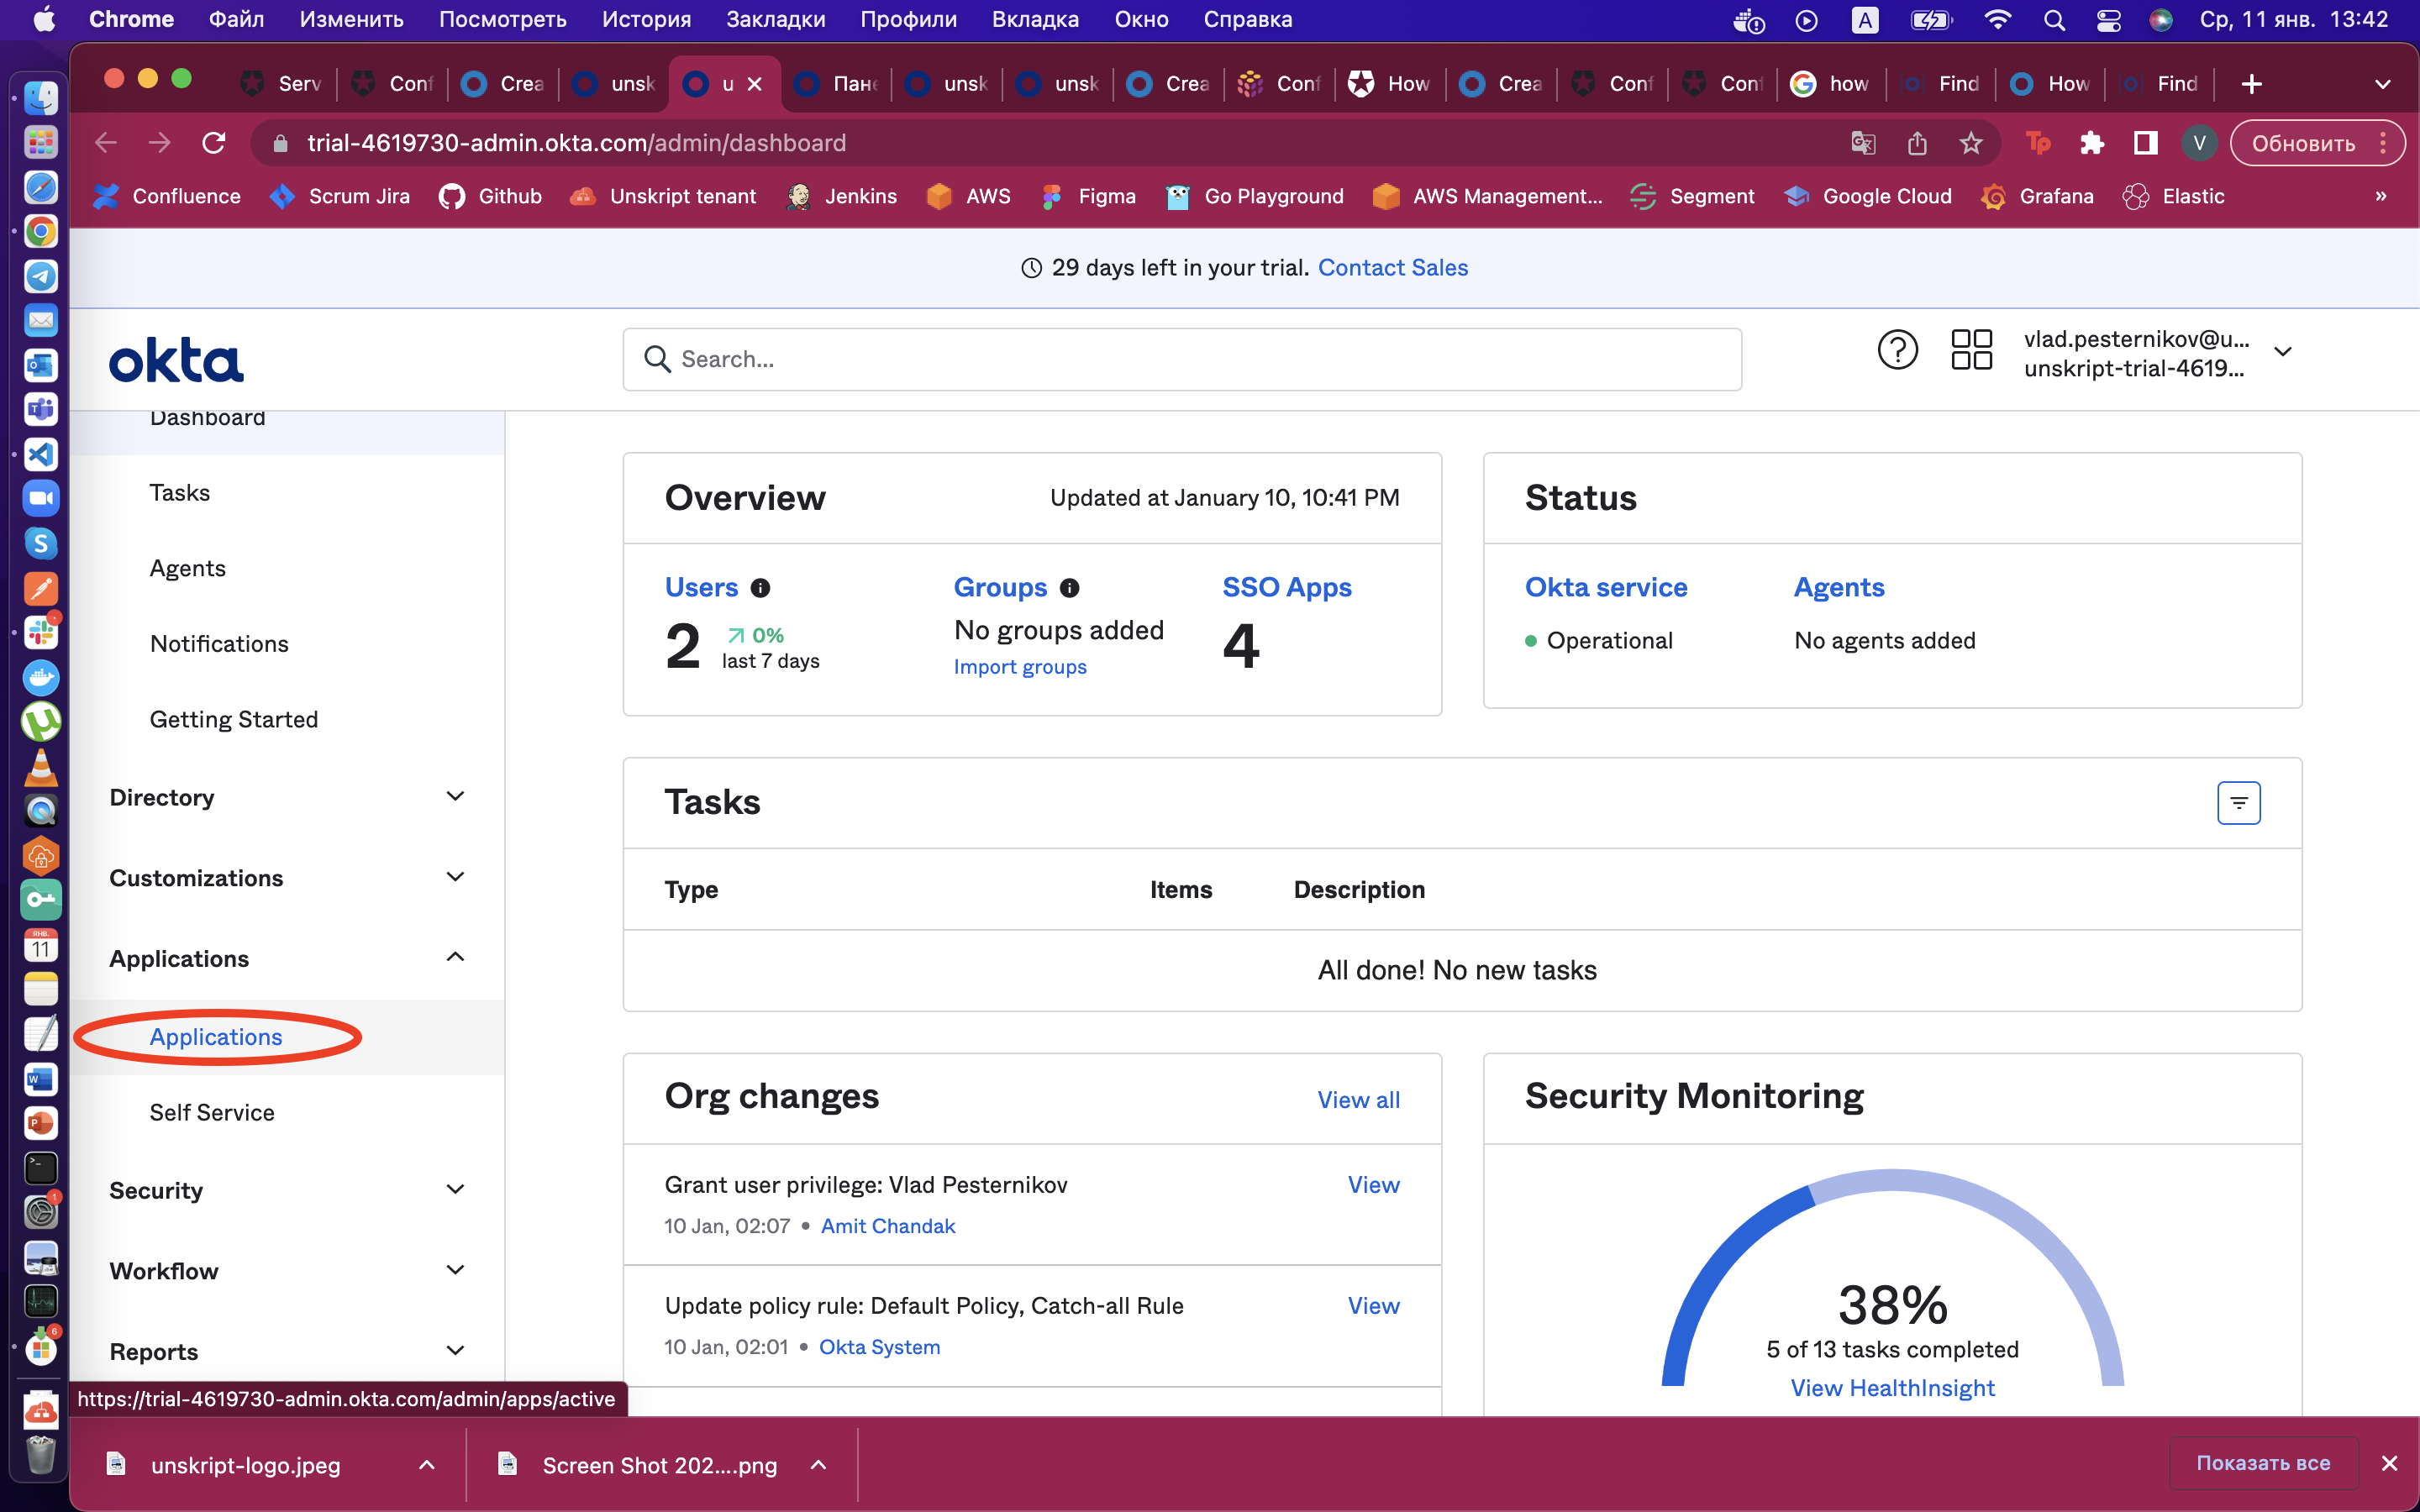 Chrome Файл Изменить Посмотреть История Закладки Профили Вкладка Окно Справка A Ср, 11 янв. 13:42
Serv Conf Crea unsk u Пане unsk unsk Crea Conf How Crea Conf Conf how Find How Find
trial-4619730-admin.okta.com/admin/dashboard Tp V Обновить
Confluence Scrum Jira Github Unskript tenant Jenkins AWS Figma Go Playground AWS Management... Segment Google Cloud Grafana Elastic »
29 days left in your trial. Contact Sales
okta
Search...
vlad.pesternikov@u...
unskript-trial-4619...
Dashboard
Tasks
Agents
Notifications
Getting Started
Directory
Customizations
Applications
Applications
Self Service
Security
Workflow
Reports
Overview
Updated at January 10, 10:41 PM
Users
2
0%
last 7 days
Groups
No groups added
Import groups
SSO Apps
4
Status
Okta service
Operational
Agents
No agents added
Tasks
Type Items Description
All done! No new tasks
Org changes
View all
Grant user privilege: Vlad Pesternikov
View
10 Jan, 02:07 • Amit Chandak
Update policy rule: Default Policy, Catch-all Rule
View
10 Jan, 02:01 • Okta System
Security Monitoring
38%
5 of 13 tasks completed
View HealthInsight
https://trial-4619730-admin.okta.com/admin/apps/active
unskript-logo.jpeg
Screen Shot 202....png
Показать все
ЯНВ.
11
1
6